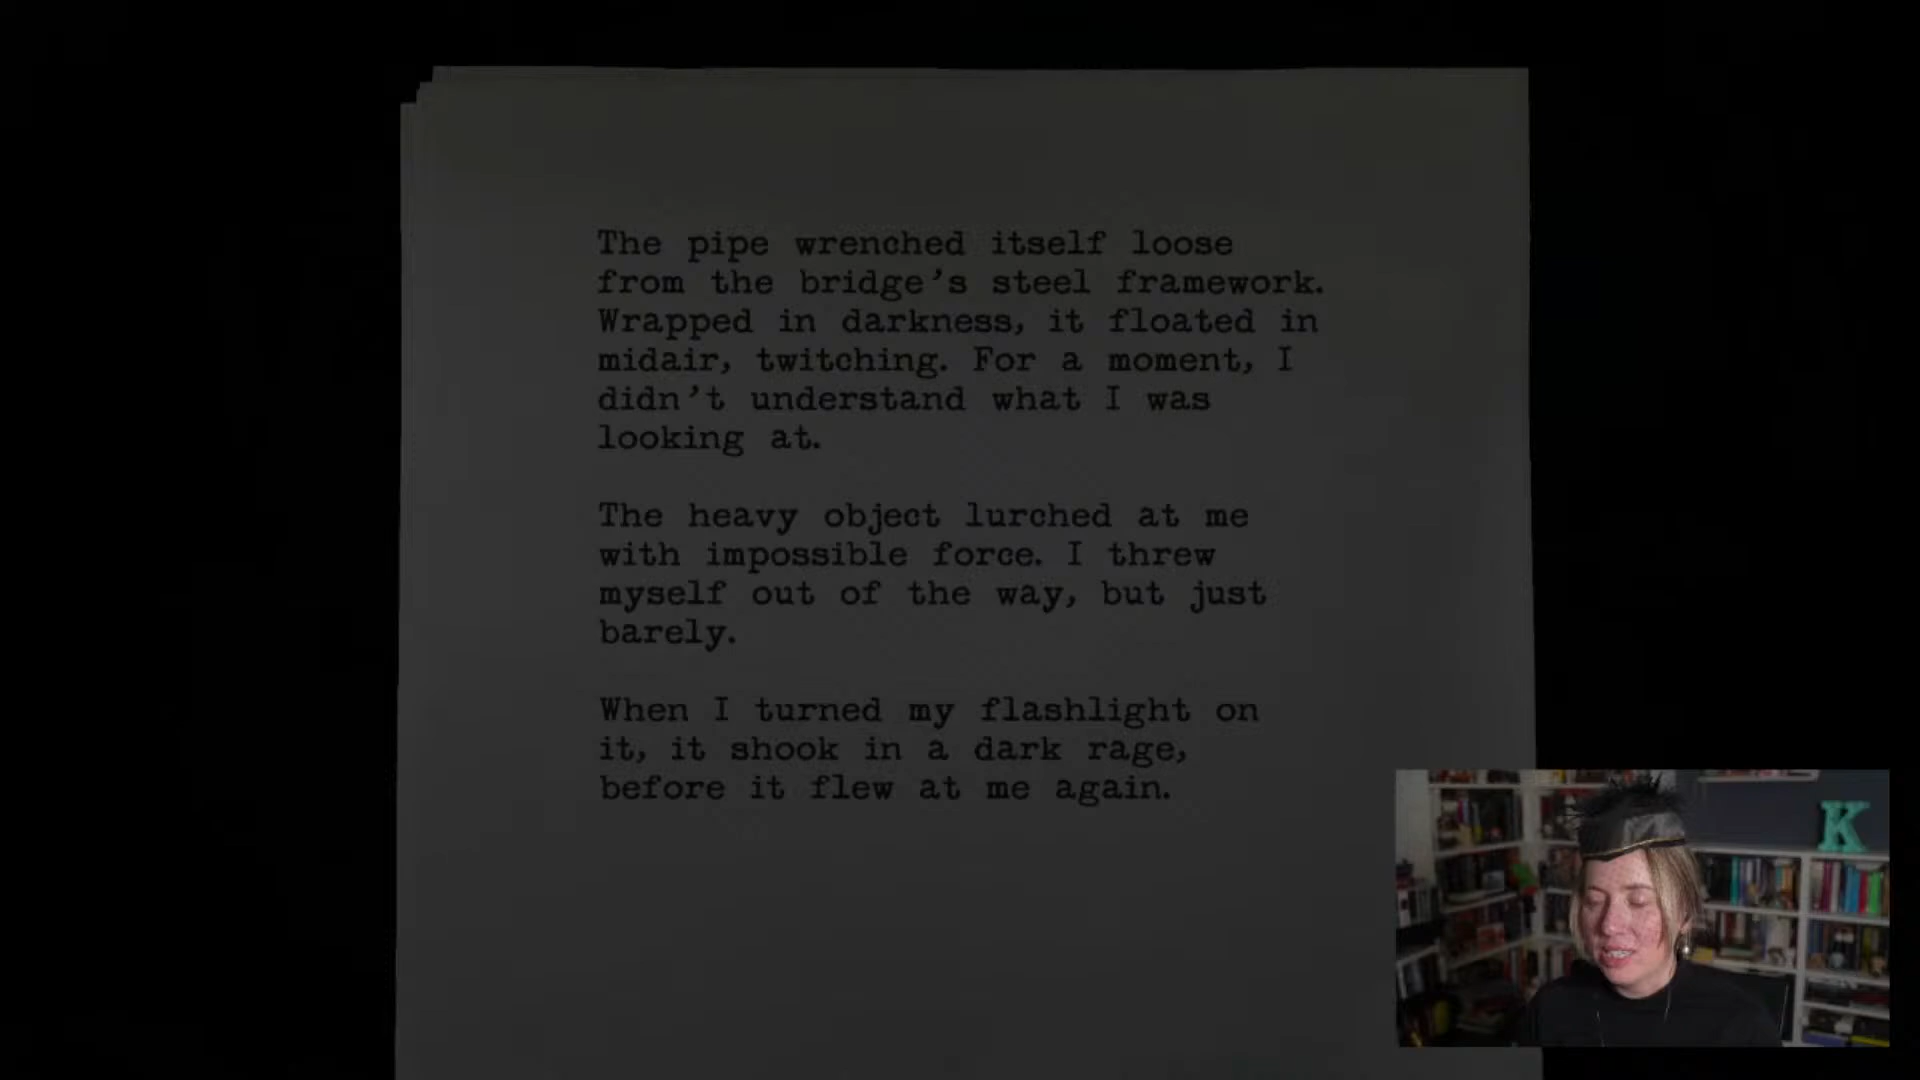 The pipe wrenched itself loose
from the bridge's steel framework.
Wrapped in darkness, it floated in
midair, twitching. For a moment, I
didn't understand what I was
looking at.
The heavy object lurched at me
with impossible force. I threw
myself out of the way, but just
barely.
When I turned my flashlight on
it, it shook in a dark rage,
before it flew at me again.
K